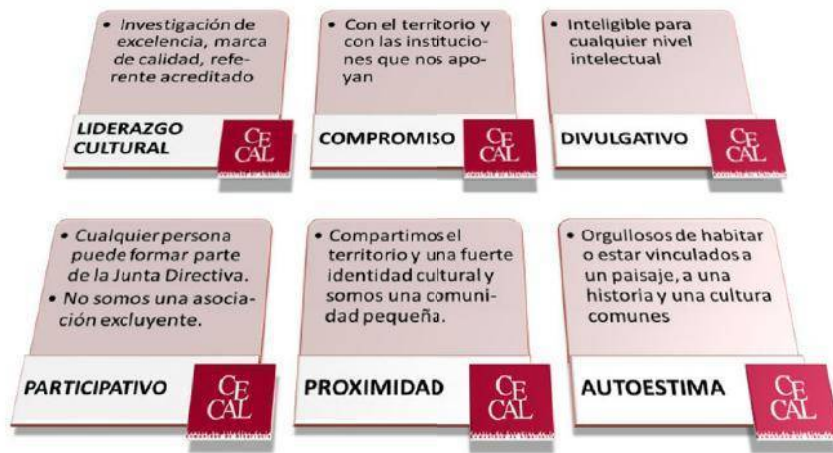 • Investigación de
excelencia, marca
de calidad, refe-
rente acreditado
LIDERAZGO
CULTURAL
CE
CAL
• Con el territorio y
con las institucio-
nes que nos apo-
yan
COMPROMISO
CE
CAL
• Inteligible para
cualquier nivel
intelectual
DIVULGATIVO
CE
CAL
• Cualquier persona
puede formar parte
de la Junta Directiva.
• No somos una asocia-
ción excluyente.
PARTICIPATIVO
CE
CAL
• Compartimos el
territorio y una fuerte
identidad cultural y
somos una comuni-
dad pequeña.
PROXIMIDAD
CE
CAL
• Orgullosos de habitar
o estar vinculados a
un paisaje, a una
historia y una cultura
comunes
AUTOESTIMA
CE
CAL